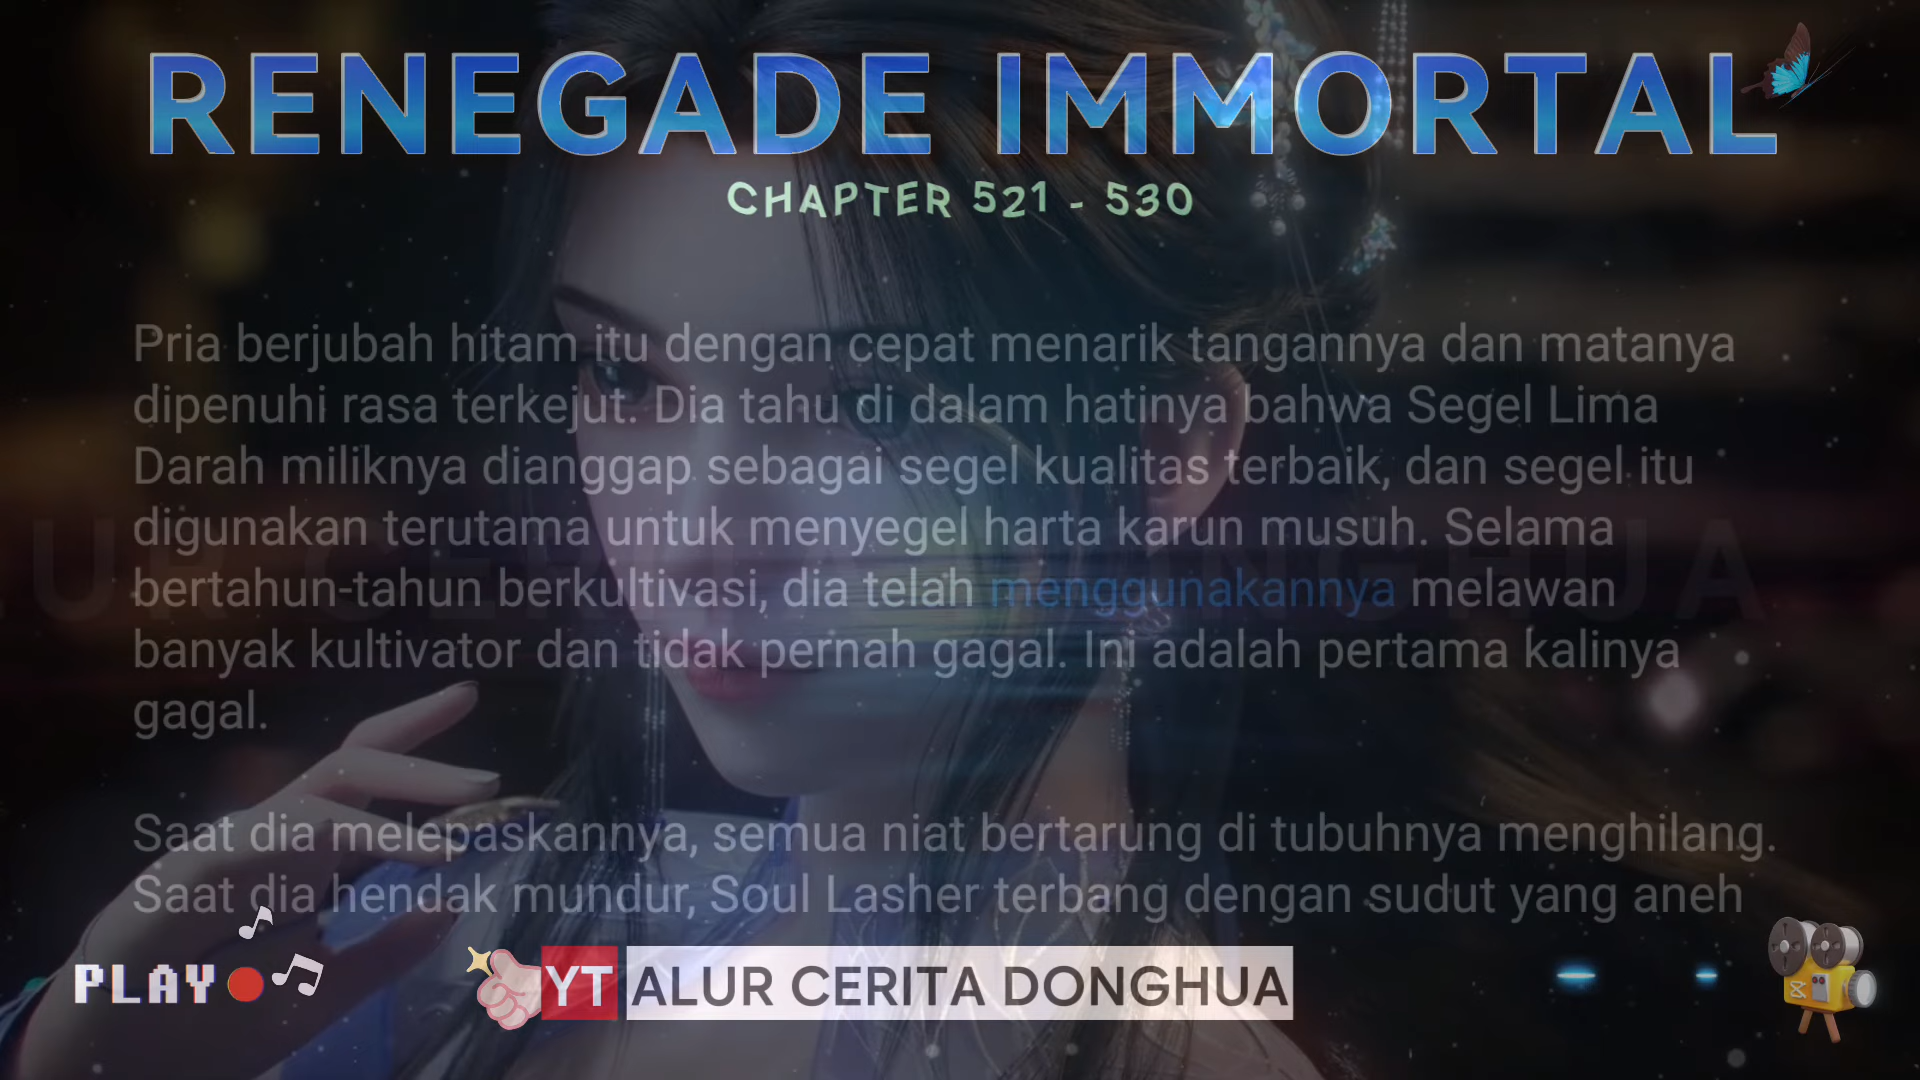 RENEGADE IMMORTAL
CHAPTER 521 - 530
Pria berjubah hitam itu dengan cepat menarik tangannya dan matanya
dipenuhi rasa terkejut. Dia tahu di dalam hatinya bahwa Segel Lima
Darah miliknya dianggap sebagai segel kualitas terbaik, dan segel itu
digunakan terutama untuk menyegel harta karun musuh. Selama
bertahun-tahun berkultivasi, dia telah menggunakannya melawan
banyak kultivator dan tidak pernah gagal. Ini adalah pertama kalinya
gagal.
Saat dia melepaskannya, semua niat bertarung di tubuhnya menghilang.
Saat dia hendak mundur, Soul Lasher terbang dengan sudut yang aneh
PLAY
YT ALUR CERITA DONGHUA